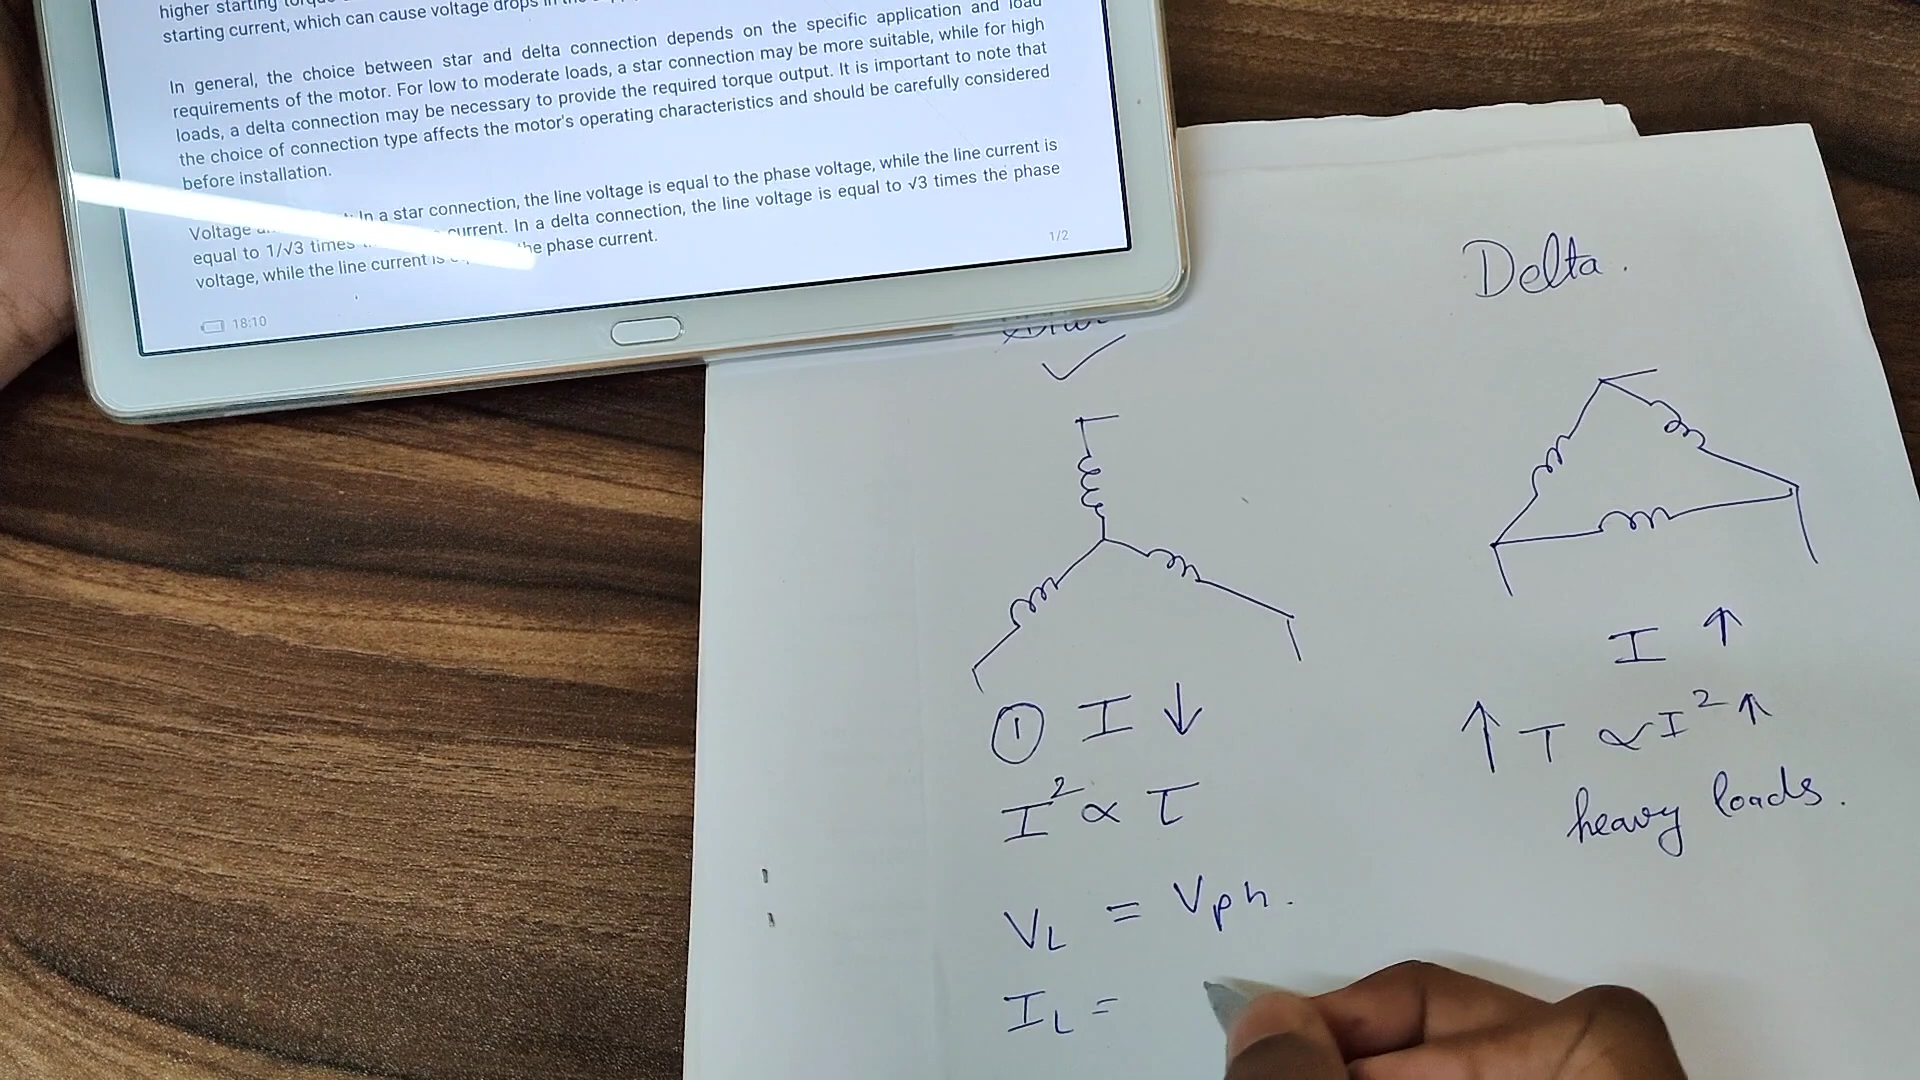 higher starting torque
starting current, which can cause voltage drops in the
In general, the choice between star and delta connection depends on the specific application and load
requirements of the motor. For low to moderate loads, a star connection may be more suitable, while for high
loads, a delta connection may be necessary to provide the required torque output. It is important to note that
the choice of connection type affects the motor's operating characteristics and should be carefully considered
before installation.
Voltage In a star connection, the line voltage is equal to the phase voltage, while the line current is
equal to 1/√3 times current. In a delta connection, the line voltage is equal to √3 times the phase
voltage, while the line current is the phase current.
1/2
18:10
Delta.
① I ↓
I² ∝ T
VL = Vph.
IL =
I ↑
↑ T ∝ I² ↑
heavy loads.